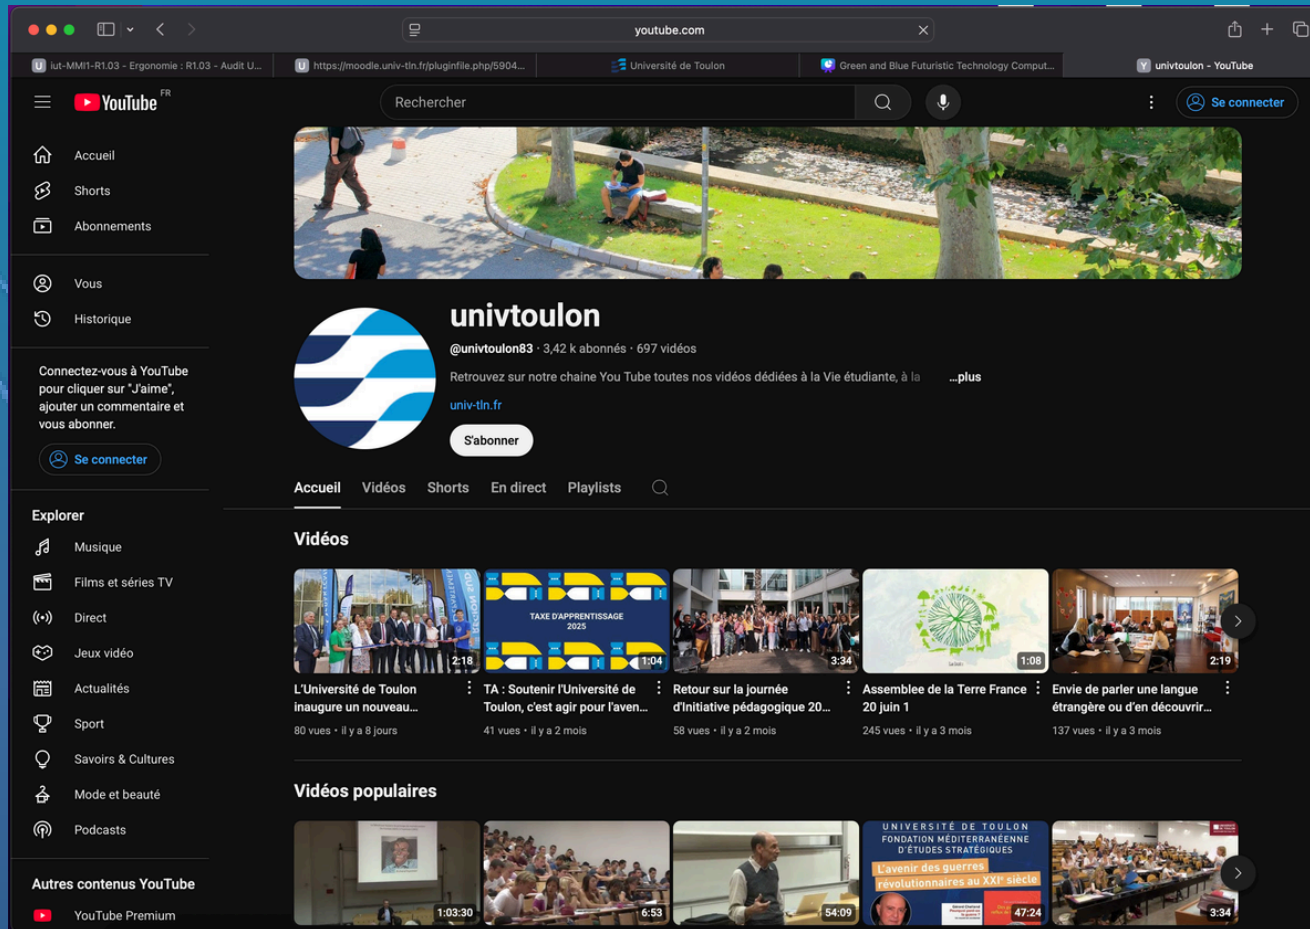 youtube.com
iut-MMI1-R1.03 - Ergonomie : R1.03 - Audit U...
https://moodle.univ-tln.fr/pluginfile.php/5904...
Université de Toulon
Green and Blue Futuristic Technology Comput...
univtoulon - YouTube
YouTube FR
Rechercher
Se connecter
Accueil
Shorts
Abonnements
Vous
Historique
Connectez-vous à YouTube
pour cliquer sur "J'aime",
ajouter un commentaire et
vous abonner.
Se connecter
Explorer
Musique
Films et séries TV
Direct
Jeux vidéo
Actualités
Sport
Savoirs & Cultures
Mode et beauté
Podcasts
Autres contenus YouTube
YouTube Premium
univtoulon
@univtoulon83 · 3,42 k abonnés · 697 vidéos
Retrouvez sur notre chaine You Tube toutes nos vidéos dédiées à la Vie étudiante, à la ...plus
univ-tln.fr
S'abonner
Accueil Vidéos Shorts En direct Playlists
Vidéos
2:18
L'Université de Toulon
inaugure un nouveau...
80 vues • il y a 8 jours
TAXE D'APPRENTISSAGE
2025
1:04
TA : Soutenir l'Université de
Toulon, c'est agir pour l'aven...
41 vues • il y a 2 mois
3:34
Retour sur la journée
d'Initiative pédagogique 20...
58 vues • il y a 2 mois
1:08
Assemblee de la Terre France
20 juin 1
245 vues • il y a 3 mois
2:19
Envie de parler une langue
étrangère ou d'en découvrir...
137 vues • il y a 3 mois
Vidéos populaires
1:03:30
6:53
54:09
UNIVERSITÉ DE TOULON
FONDATION MÉDITERRANÉENNE
D'ÉTUDES STRATÉGIQUES
L'avenir des guerres
révolutionnaires au XXIe siècle
47:24
3:34